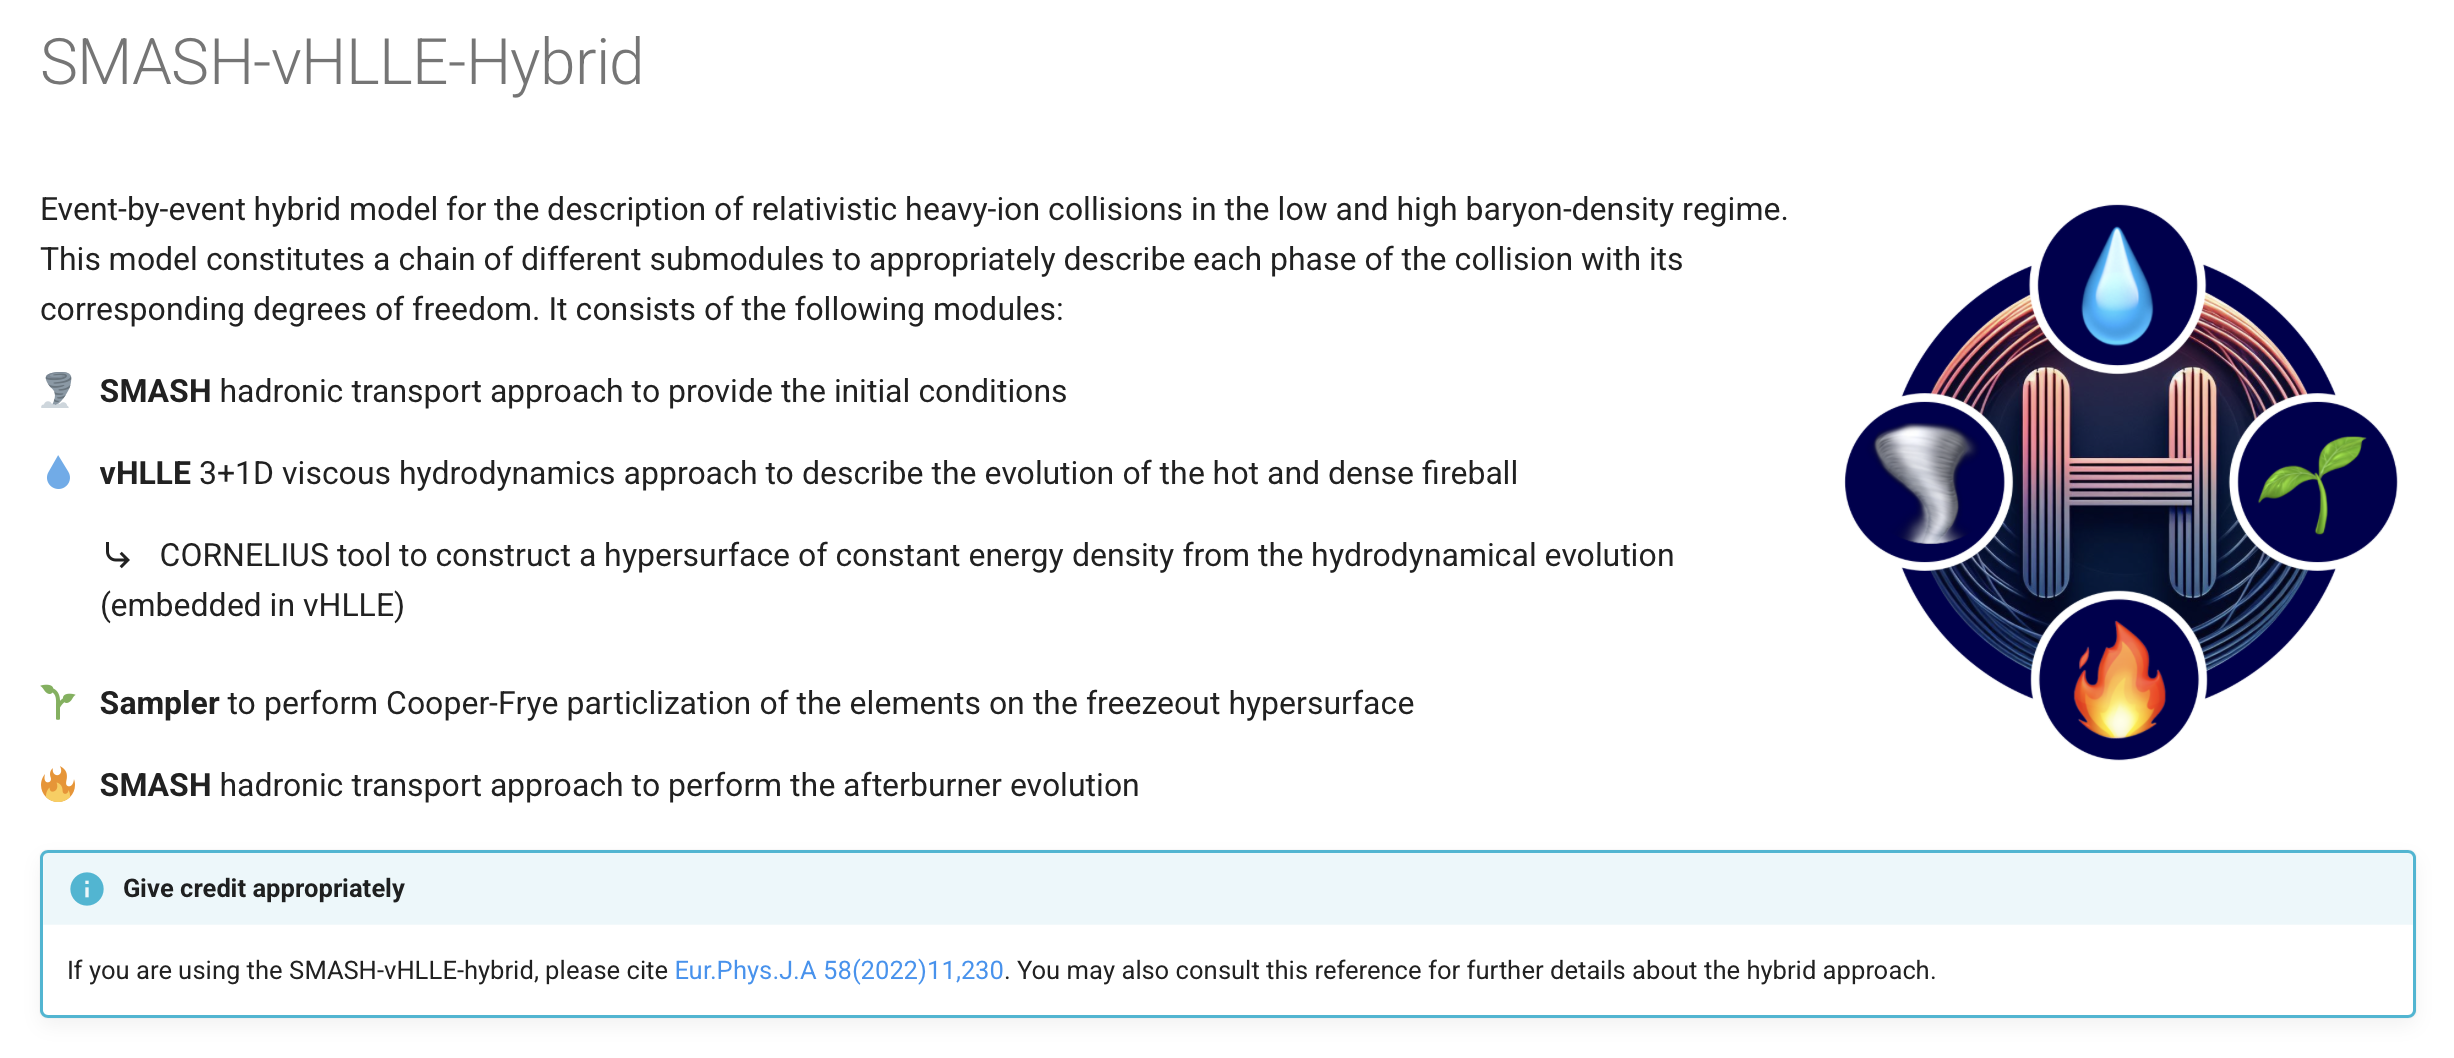 SMASH-vHLLE-Hybrid
Event-by-event hybrid model for the description of relativistic heavy-ion collisions in the low and high baryon-density regime.
This model constitutes a chain of different submodules to appropriately describe each phase of the collision with its
corresponding degrees of freedom. It consists of the following modules:
SMASH hadronic transport approach to provide the initial conditions
vHLLE 3+1D viscous hydrodynamics approach to describe the evolution of the hot and dense fireball
CORNELIUS tool to construct a hypersurface of constant energy density from the hydrodynamical evolution
(embedded in vHLLE)
Sampler to perform Cooper-Frye particlization of the elements on the freezeout hypersurface
SMASH hadronic transport approach to perform the afterburner evolution
H
Give credit appropriately
If you are using the SMASH-vHLLE-hybrid, please cite Eur.Phys.J.A 58(2022)11,230. You may also consult this reference for further details about the hybrid approach.